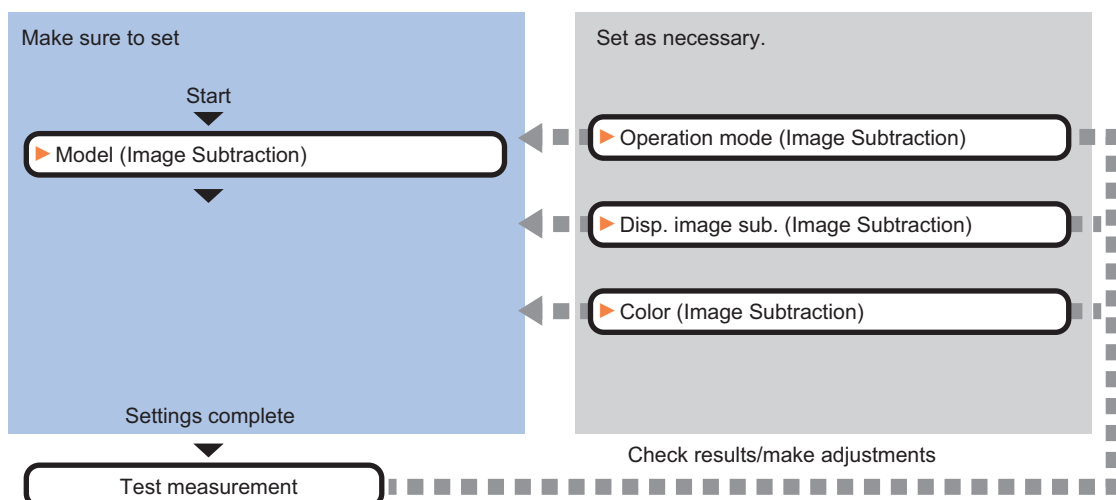 Make sure to set
Start
Model (Image Subtraction)
Settings complete
Test measurement
Set as necessary.
Operation mode (Image Subtraction)
Disp. image sub. (Image Subtraction)
Color (Image Subtraction)
Check results/make adjustments